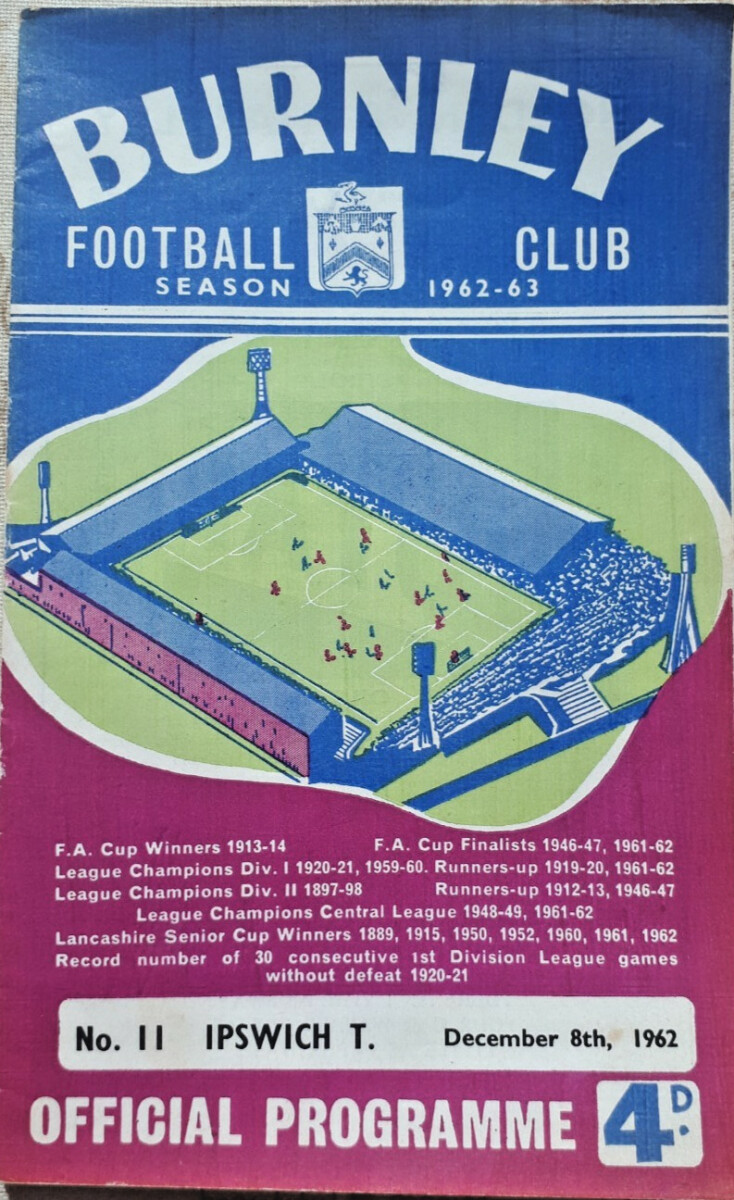 BURNLEY
FOOTBALL CLUB
SEASON 1962-63
F.A. Cup Winners 1913-14 F.A. Cup Finalists 1946-47, 1961-62
League Champions Div. I 1920-21, 1959-60. Runners-up 1919-20, 1961-62
League Champions Div. II 1897-98 Runners-up 1912-13, 1946-47
League Champions Central League 1948-49, 1961-62
Lancashire Senior Cup Winners 1889, 1915, 1950, 1952, 1960, 1961, 1962
Record number of 30 consecutive 1st Division League games
without defeat 1920-21
No. 11 IPSWICH T. December 8th, 1962
OFFICIAL PROGRAMME 4D.